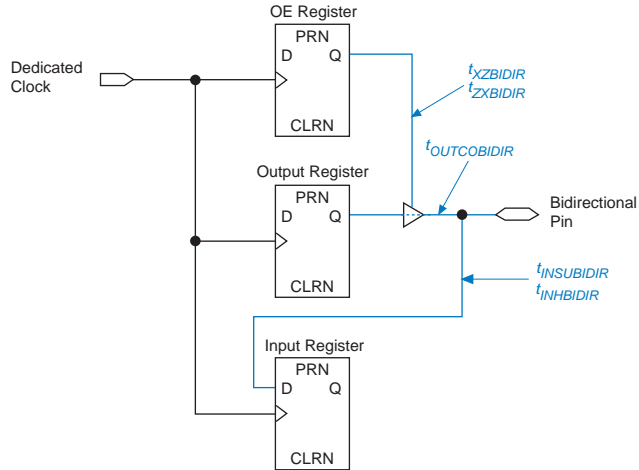 OE Register
PRN
D Q
CLRN
Dedicated
Clock
tXZBIDIR
tZXBIDIR
tOUTCOBIDIR
Output Register
PRN
D Q
CLRN
Bidirectional
Pin
tINSUBIDIR
tINHBIDIR
Input Register
PRN
D Q
CLRN